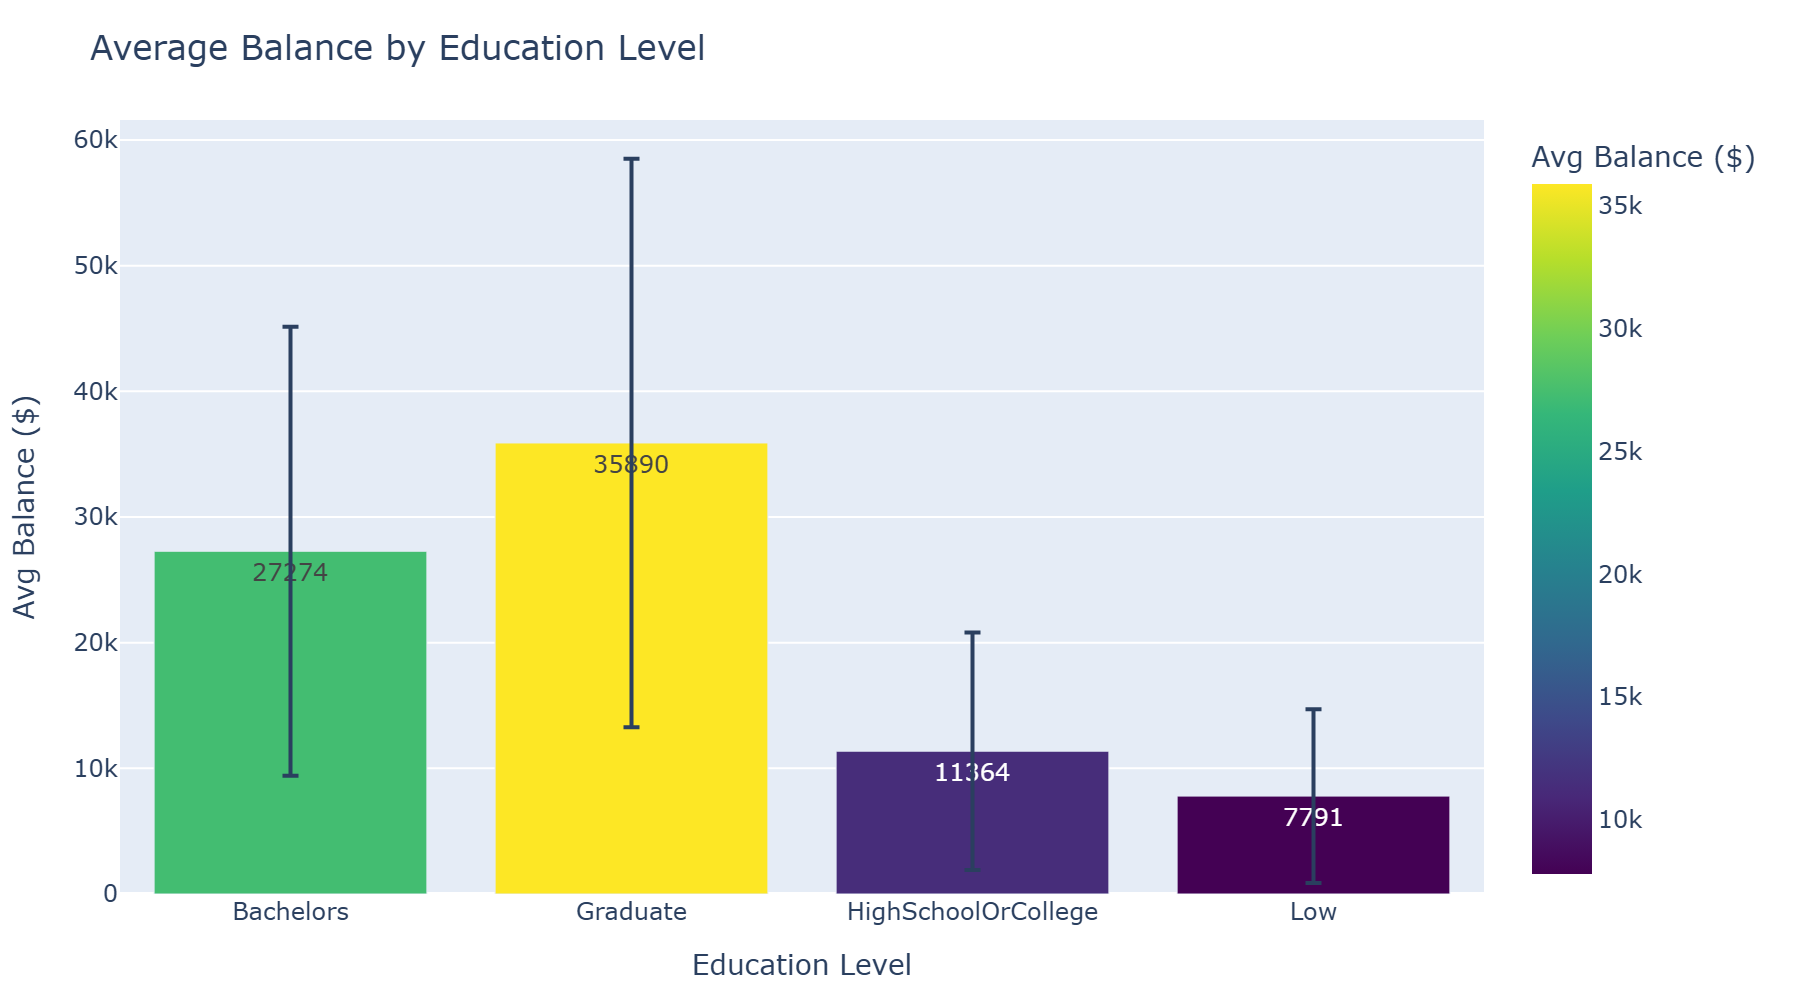 Average Balance by Education Level
Avg Balance ($)
60k
50k
40k
30k
20k
10k
0
27274
35890
11364
7791
Bachelors
Graduate
HighSchoolOrCollege
Low
Education Level
Avg Balance ($)
35k
30k
25k
20k
15k
10k